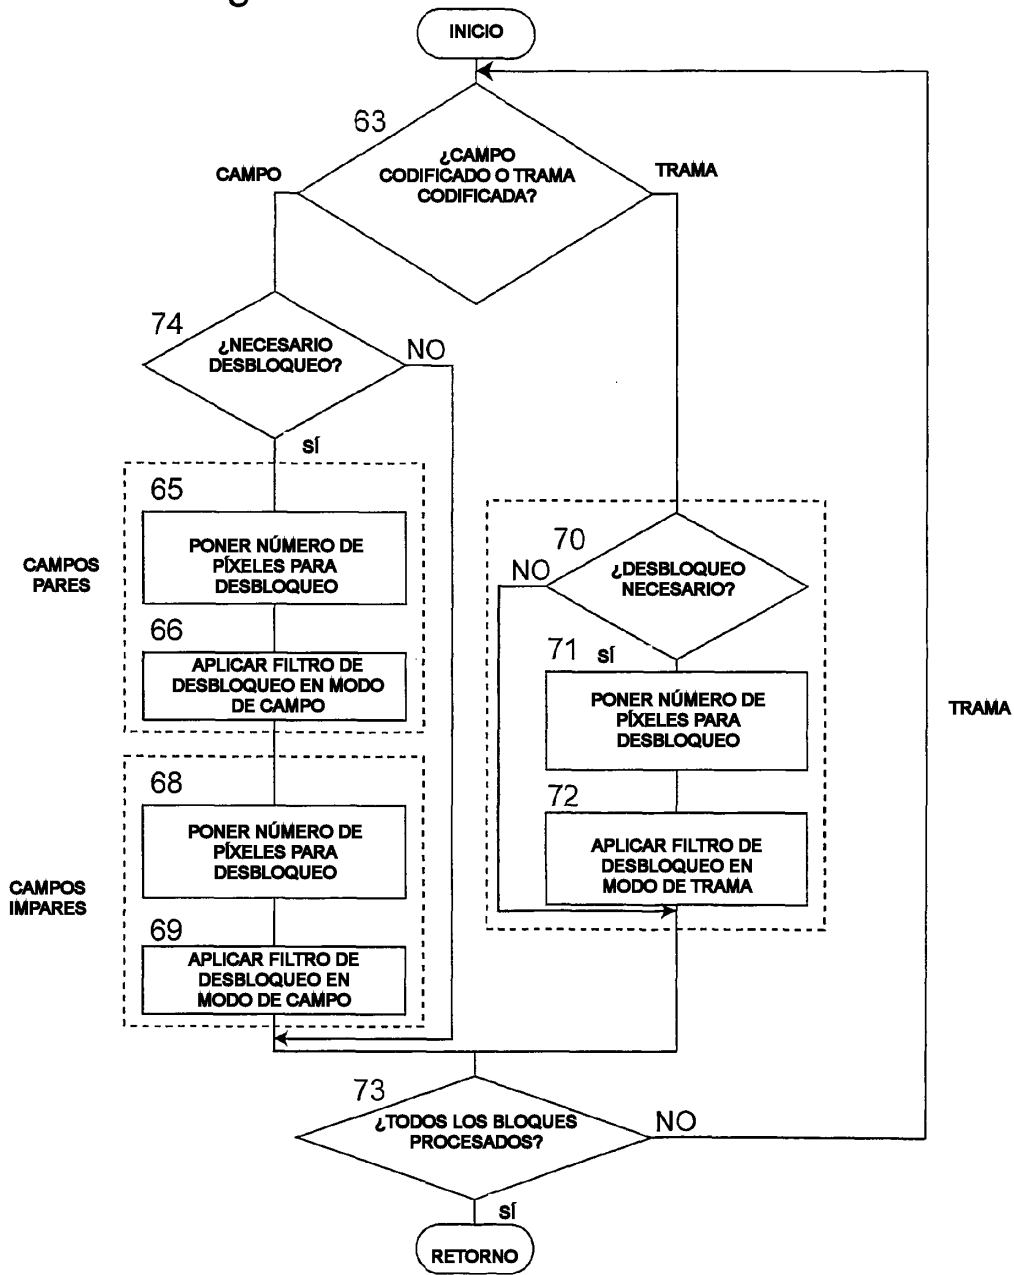 INICIO
63
¿CAMPO
CODIFICADO O TRAMA
CODIFICADA?
CAMPO
TRAMA
74
¿NECESARIO
DESBLOQUEO?
NO
SÍ
65
PONER NÚMERO DE
PÍXELES PARA
DESBLOQUEO
CAMPOS
PARES
66
APLICAR FILTRO DE
DESBLOQUEO EN MODO
DE CAMPO
68
PONER NÚMERO DE
PÍXELES PARA
DESBLOQUEO
CAMPOS
IMPARES
69
APLICAR FILTRO DE
DESBLOQUEO EN
MODO DE CAMPO
70
¿DESBLOQUEO
NECESARIO?
NO
SÍ
71
PONER NÚMERO DE
PÍXELES PARA
DESBLOQUEO
72
APLICAR FILTRO DE
DESBLOQUEO EN
MODO DE TRAMA
TRAMA
73
¿TODOS LOS BLOQUES
PROCESADOS?
NO
SÍ
RETORNO